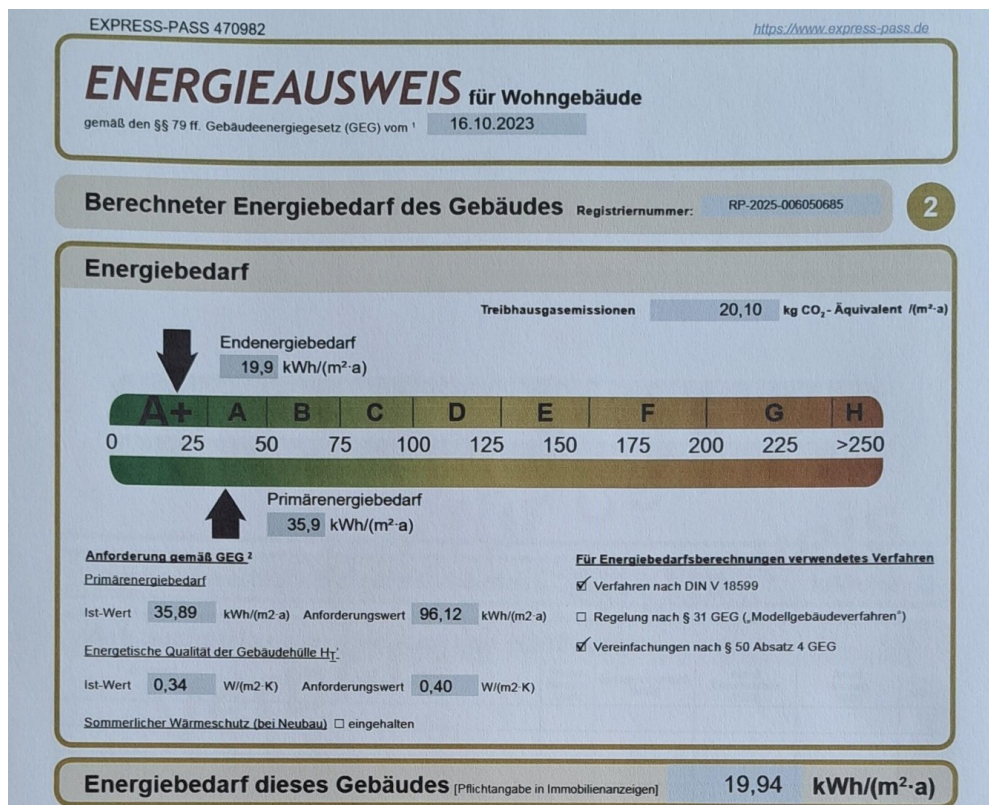 EXPRESS-PASS 470982 https://www.express-pass.de
ENERGIEAUSWEIS für Wohngebäude
gemäß den §§ 79 ff. Gebäudeenergiegesetz (GEG) vom ¹ 16.10.2023
Berechneter Energiebedarf des Gebäudes Registriernummer: RP-2025-006050685 2
Energiebedarf
Treibhausgasemissionen 20,10 kg CO₂-Äquivalent /(m²·a)
Endenergiebedarf
19,9 kWh/(m²·a)
A+ A B C D E F G H
0 25 50 75 100 125 150 175 200 225 >250
Primärenergiebedarf
35,9 kWh/(m²·a)
Anforderung gemäß GEG ²
Primärenergiebedarf
Ist-Wert 35,89 kWh/(m2·a) Anforderungswert 96,12 kWh/(m2·a)
Energetische Qualität der Gebäudehülle H_T'
Ist-Wert 0,34 W/(m2·K) Anforderungswert 0,40 W/(m2·K)
Sommerlicher Wärmeschutz (bei Neubau) ☐ eingehalten
Für Energiebedarfsberechnungen verwendetes Verfahren
☑ Verfahren nach DIN V 18599
☐ Regelung nach § 31 GEG („Modellgebäudeverfahren“)
☑ Vereinfachungen nach § 50 Absatz 4 GEG
Energiebedarf dieses Gebäudes [Pflichtangabe in Immobilienanzeigen] 19,94 kWh/(m²·a)